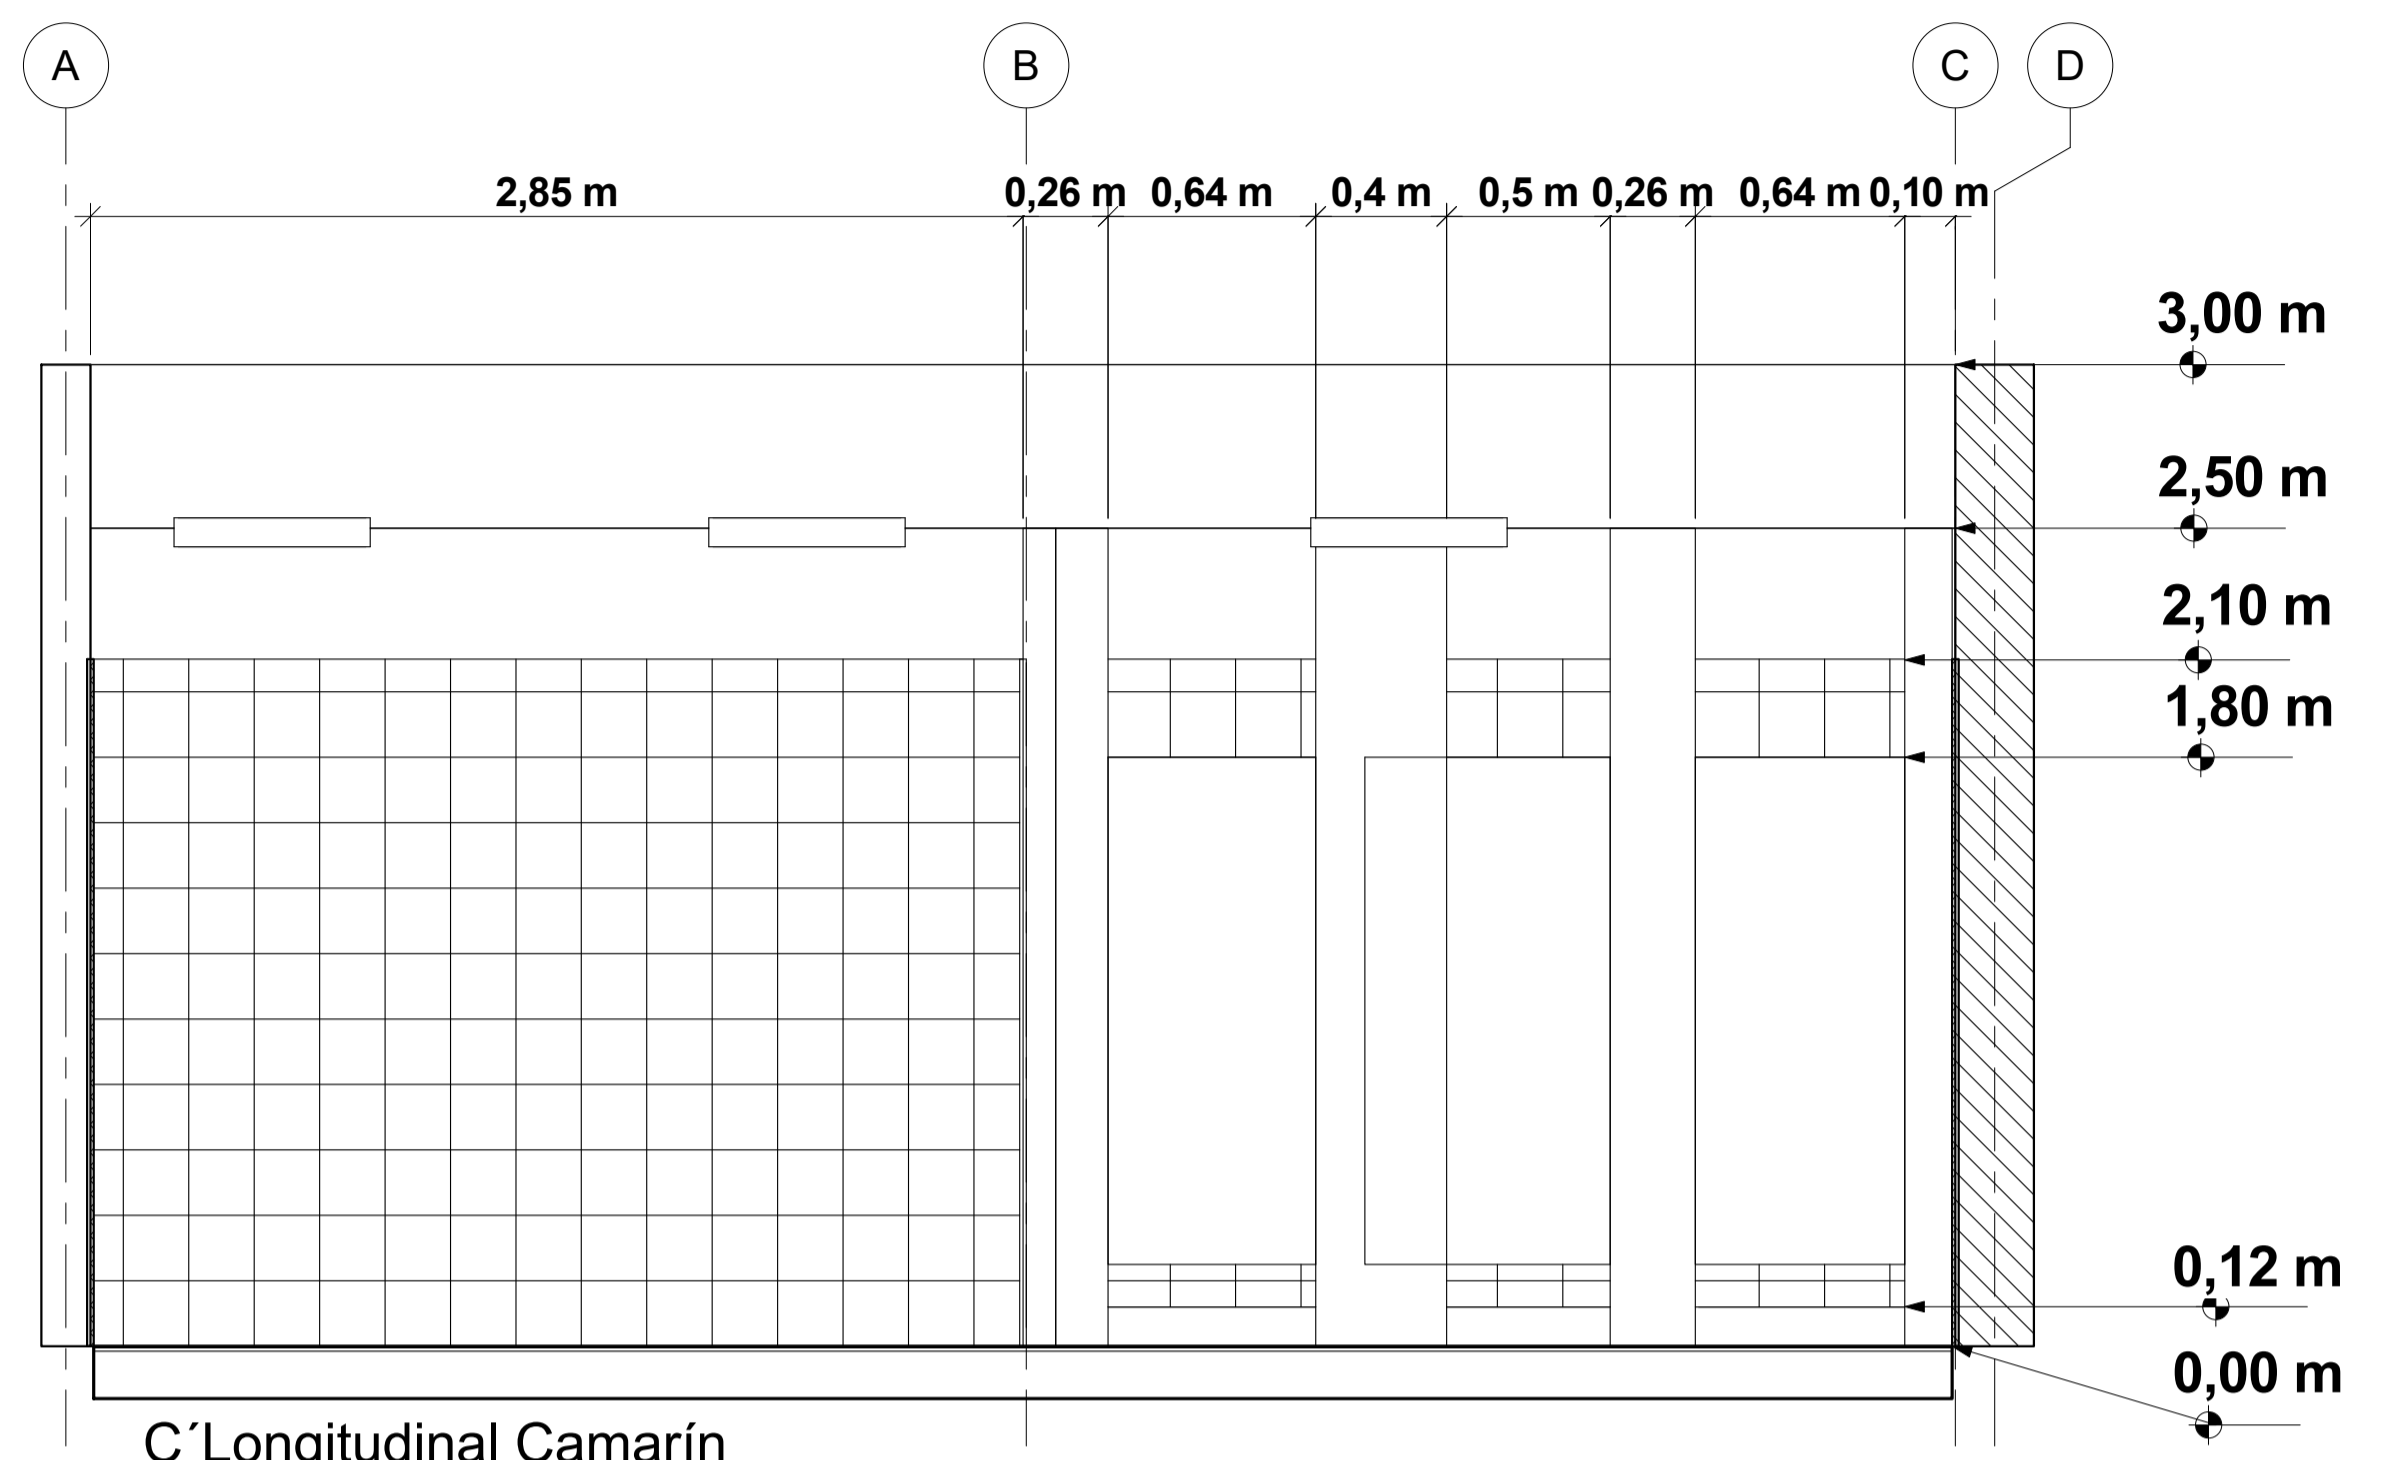 A B C D
2,85 m 0,26 m 0,64 m 0,4 m 0,5 m 0,26 m 0,64 m 0,10 m
3,00 m
2,50 m
2,10 m
1,80 m
0,12 m
0,00 m
C´Longitudinal Camarín